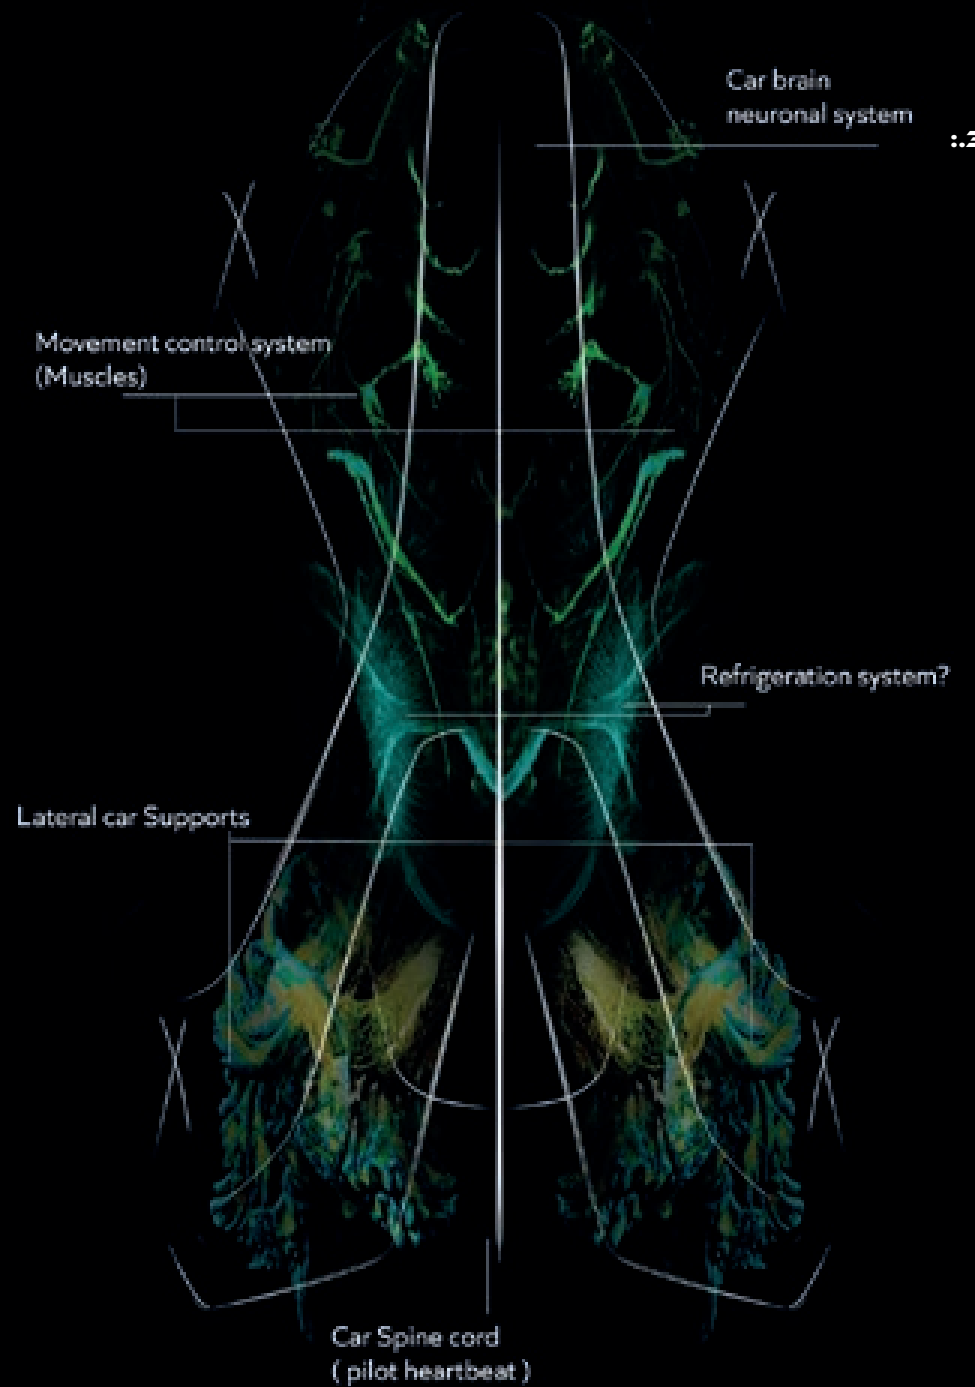 Car brain
neuronal system
Movement control system
(Muscles)
Refrigeration system?
Lateral car Supports
Car Spine cord
( pilot heartbeat )